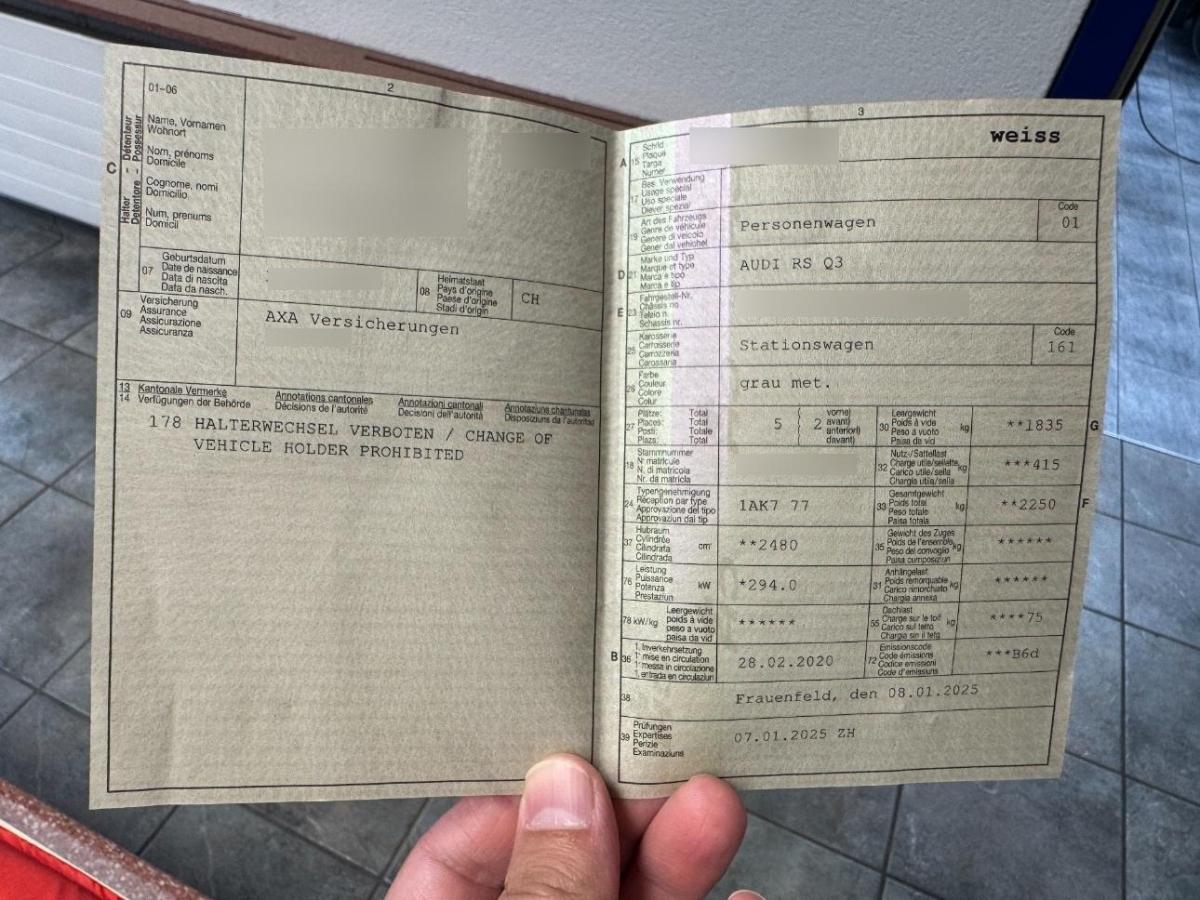 2
01-06
C
Halter - Détenteur
Detentore - Possessur
Name, Vornamen
Wohnort
Nom, prénoms
Domicile
Cognome, nomi
Domicilio
Num, prenums
Domicil
07
Geburtsdatum
Date de naissance
Data di nascita
Data da nasch.
08
Heimatstaat
Pays d'origine
Paese d'origine
Stadi d'origin
CH
09
Versicherung
Assurance
Assicurazione
Assicuranza
AXA Versicherungen
13 Kantonale Vermerke Annotations cantonales Annotazioni cantonali Annotaziuns chantunalas
14 Verfügungen der Behörde Décisions de l'autorité Decisioni dell'autorità Disposiziuns da l'autoritad
178 HALTERWECHSEL VERBOTEN / CHANGE OF
VEHICLE HOLDER PROHIBITED
3
A 15
Schild
Plaque
Targa
Numer
weiss
17
Bes. Verwendung
Usage spécial
Uso speciale
Diever spezial
19
Art des Fahrzeugs
Genre de véhicule
Genere di veicolo
Gener dal vehichel
Personenwagen
Code
01
D 21
Marke und Typ
Marque et type
Marca e tipo
Marca e tip
AUDI RS Q3
E 23
Fahrgestell-Nr.
Châssis no.
Telaio n.
Schassis nr.
25
Karosserie
Carrosserie
Carrozzeria
Carossaria
Stationswagen
Code
161
26
Farbe
Couleur
Colore
Colur
grau met.
27
Plätze: Total
Places: Total
Posti: Totale
Plazs: Total
5
2
vorne)
avant)
anteriori)
davant)
30
Leergewicht
Poids à vide
Peso a vuoto
Paisa da vid
kg
**1835
G
18
Stammnummer
N° matricule
N. di matricola
Nr. da matricla
32
Nutz-/Sattellast
Charge utile/sellette
Carico utile/sella
Chargia utila/sella
kg
***415
24
Typengenehmigung
Réception par type
Approvazione del tipo
Approvaziun dal tip
1AK7 77
33
Gesamtgewicht
Poids total
Peso totale
Paisa totala
kg
**2250
F
37
Hubraum
Cylindrée
Cilindrata
Cilindrada
cm³
**2480
35
Gewicht des Zuges
Poids de l'ensemble
Peso del convoglio
Paisa cumposiziun
kg
******
76
Leistung
Puissance
Potenza
Prestaziun
kW
*294.0
31
Anhängelast
Poids remorquable
Carico rimorchiato
Chargia annexa
kg
******
78 kW/kg
Leergewicht
poids à vide
peso a vuoto
paisa da vid
******
55
Dachlast
Charge sur le toit
Carico sul tetto
Chargia sin il tetg
kg
****75
B 36
1. Inverkehrsetzung
1re mise en circulation
1a messa in circolazione
1. entrada en circulaziun
28.02.2020
72
Emissionscode
Code émissions
Codice emissioni
Code d'emissiuns
***B6d
38
Frauenfeld, den 08.01.2025
39
Prüfungen
Expertises
Perizie
Examinaziuns
07.01.2025 ZH